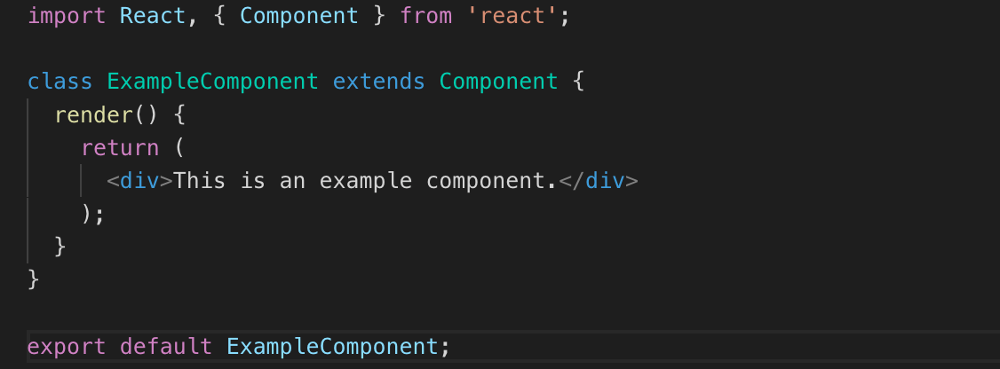 import React, { Component } from 'react';

class ExampleComponent extends Component {
  render() {
    return (
      <div>This is an example component.</div>
    );
  }
}

export default ExampleComponent;